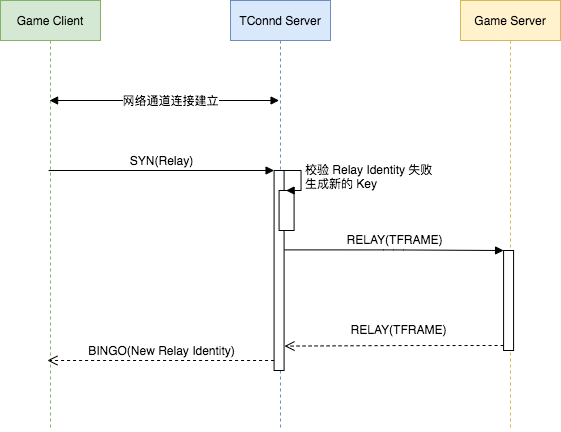 Game Client
TConnd Server
Game Server
网络通道连接建立
SYN(Relay)
校验 Relay Identity 失败
生成新的 Key
RELAY(TFRAME)
RELAY(TFRAME)
BINGO(New Relay Identity)